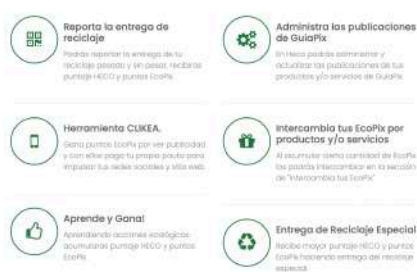 Reporta la entrega de
reciclaje
Podrás reportar la entrega de tu
reciclaje pesado y sin pesar, recibirás
puntaje HECO y puntos EcoPix.
Administra las publicaciones
de GuiaPix
En Heco podrás administrar y
actualizar las publicaciones de tus
productos y/o servicios de GuiaPix.
Herramienta CLIKEA.
Gana puntos EcoPix por ver publicidad
y con ellos paga tu propia pauta para
impulsar tus redes sociales y sitio web.
Intercambia tus EcoPix por
productos y/o servicios
Al acumular cierta cantidad de EcoPix
los podrás intercambiar en la sección
de "Intercambia tus EcoPix"
Aprende y Gana!
Aprendiendo acciones ecológicas
acumularás puntaje HECO y puntos
EcoPix.
Entrega de Reciclaje Especial
Recibe mayor puntaje HECO y puntos
EcoPix haciendo entrega del reciclaje
especial.